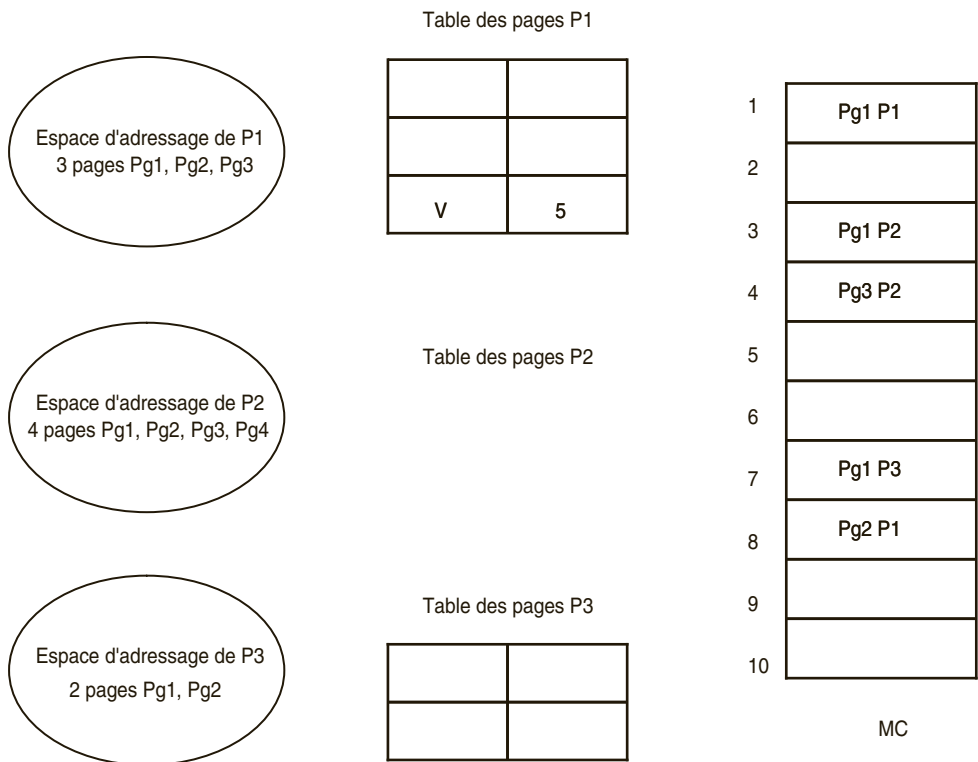 Table des pages P1
Espace d'adressage de P1
3 pages Pg1, Pg2, Pg3
V 5
Espace d'adressage de P2
4 pages Pg1, Pg2, Pg3, Pg4
Table des pages P2
Espace d'adressage de P3
2 pages Pg1, Pg2
Table des pages P3
1 Pg1 P1
2
3 Pg1 P2
4 Pg3 P2
5
6
7 Pg1 P3
8 Pg2 P1
9
10
MC